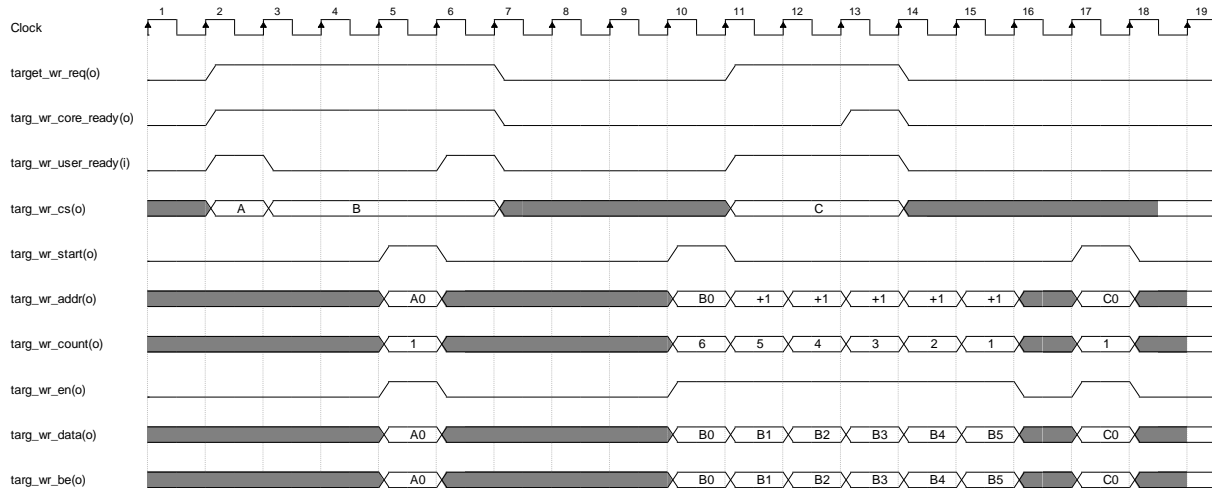 1 2 3 4 5 6 7 8 9 10 11 12 13 14 15 16 17 18 19
Clock
target_wr_req(o)
targ_wr_core_ready(o)
targ_wr_user_ready(i)
targ_wr_cs(o) A B C
targ_wr_start(o)
targ_wr_addr(o) A0 B0 +1 +1 +1 +1 +1 C0
targ_wr_count(o) 1 6 5 4 3 2 1 1
targ_wr_en(o)
targ_wr_data(o) A0 B0 B1 B2 B3 B4 B5 C0
targ_wr_be(o) A0 B0 B1 B2 B3 B4 B5 C0